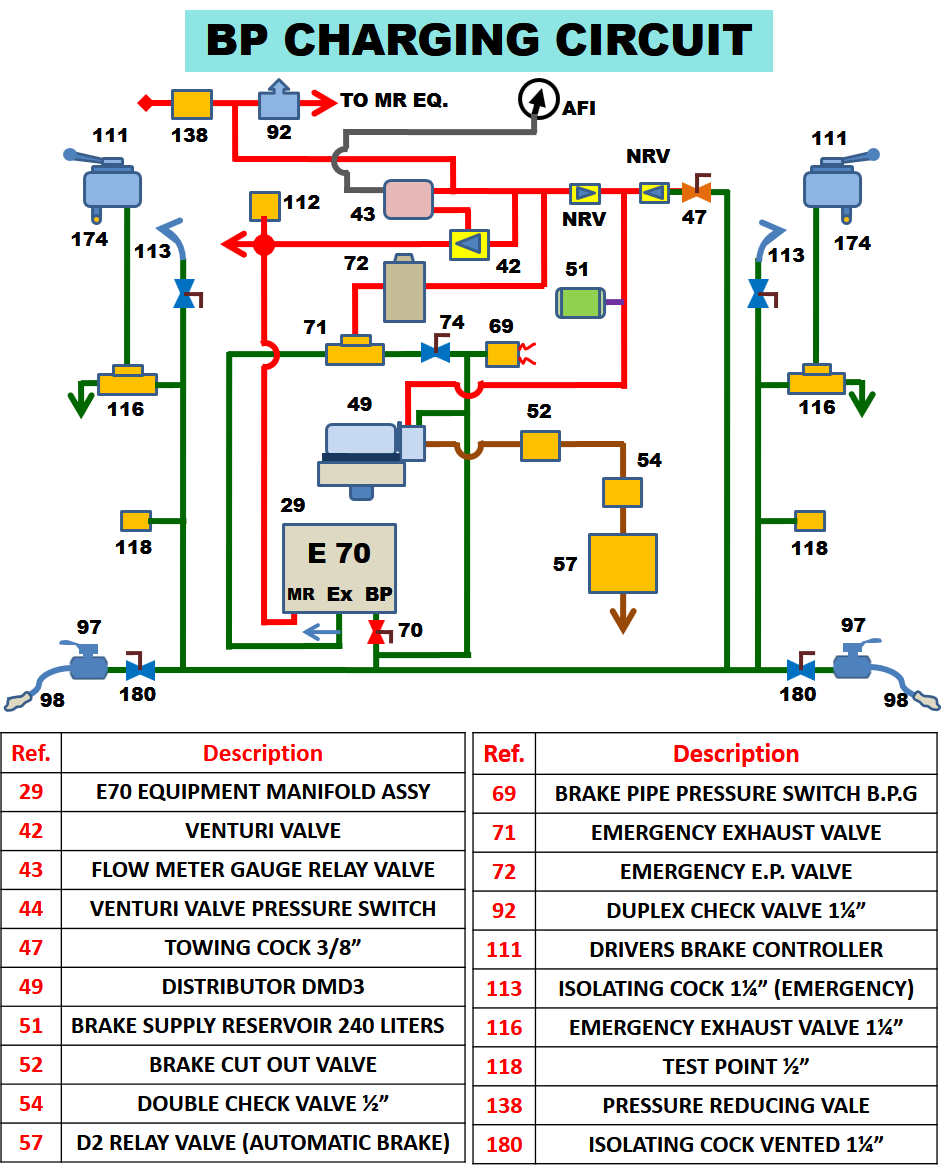 BP CHARGING CIRCUIT
TO MR EQ.
AFI
138
92
111
111
NRV
112
43
NRV
47
174
113
72
42
51
113
174
71
74
69
116
49
52
116
54
29
118
E 70
57
118
MR Ex BP
97
70
97
98
180
180
98
Ref. Description
29 E70 EQUIPMENT MANIFOLD ASSY
42 VENTURI VALVE
43 FLOW METER GAUGE RELAY VALVE
44 VENTURI VALVE PRESSURE SWITCH
47 TOWING COCK 3/8”
49 DISTRIBUTOR DMD3
51 BRAKE SUPPLY RESERVOIR 240 LITERS
52 BRAKE CUT OUT VALVE
54 DOUBLE CHECK VALVE ½”
57 D2 RELAY VALVE (AUTOMATIC BRAKE)
Ref. Description
69 BRAKE PIPE PRESSURE SWITCH B.P.G
71 EMERGENCY EXHAUST VALVE
72 EMERGENCY E.P. VALVE
92 DUPLEX CHECK VALVE 1¼”
111 DRIVERS BRAKE CONTROLLER
113 ISOLATING COCK 1¼” (EMERGENCY)
116 EMERGENCY EXHAUST VALVE 1¼”
118 TEST POINT ½”
138 PRESSURE REDUCING VALE
180 ISOLATING COCK VENTED 1¼”